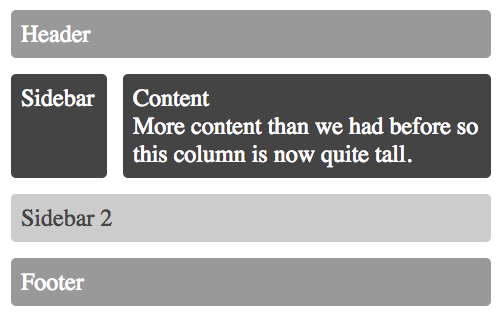 Header
Sidebar
Content
More content than we had before so
this column is now quite tall.
Sidebar 2
Footer